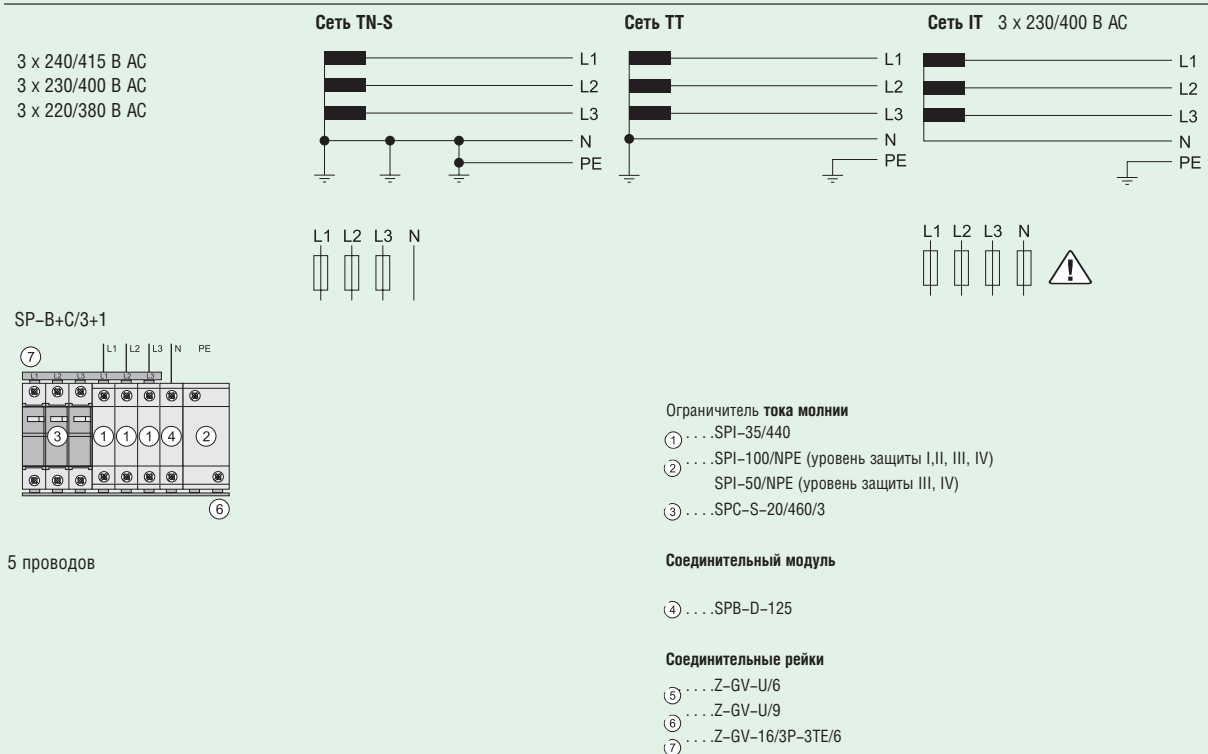 Сеть TN-S
Сеть TT
Сеть IT 3 x 230/400 В AC
3 x 240/415 В AC
3 x 230/400 В AC
3 x 220/380 В AC
L1
L2
L3
N
PE
L1
L2
L3
N
PE
L1
L2
L3
N
PE
L1 L2 L3 N
L1 L2 L3 N
!
SP-B+C/3+1
7 L1 L2 L3 N PE
L1 L2 L3 L1 L2 L3
3 1 1 1 4 2
6
5 проводов
Ограничитель тока молнии
1 . . . .SPI-35/440
2 . . . .SPI-100/NPE (уровень защиты I,II, III, IV)
SPI-50/NPE (уровень защиты III, IV)
3 . . . .SPC-S-20/460/3
Соединительный модуль
4 . . . .SPB-D-125
Соединительные рейки
5 . . . .Z-GV-U/6
6 . . . .Z-GV-U/9
7 . . . .Z-GV-16/3P-3TE/6